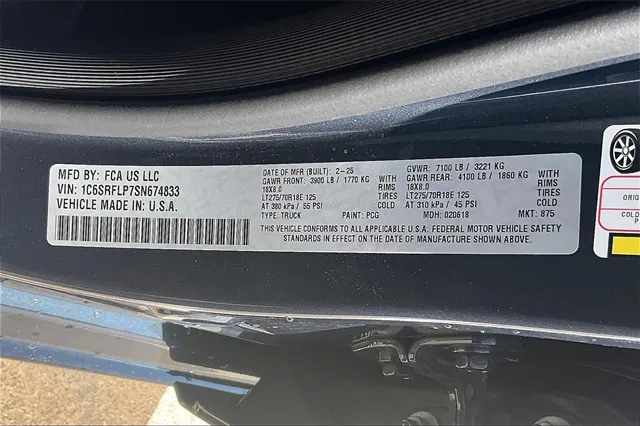 MFD BY: FCA US LLC
VIN: 1C6SRFLP7SN674833
VEHICLE MADE IN: U.S.A.
DATE OF MFR (BUILT): 2-25
GVWR: 7100 LB / 3221 KG
GAWR FRONT: 3900 LB / 1770 KG WITH GAWR REAR: 4100 LB / 1860 KG WITH
18X8.0 RIMS 18X8.0 RIMS
LT275/70R18E 125 TIRES LT275/70R18E 125 TIRES
AT 380 kPa / 55 PSI COLD AT 310 kPa / 45 PSI COLD
TYPE: TRUCK PAINT: PCG MDH: 020618 MKT: 875
THIS VEHICLE CONFORMS TO ALL APPLICABLE U.S.A. FEDERAL MOTOR VEHICLE SAFETY
STANDARDS IN EFFECT ON THE DATE OF MANUFACTURE SHOWN ABOVE.